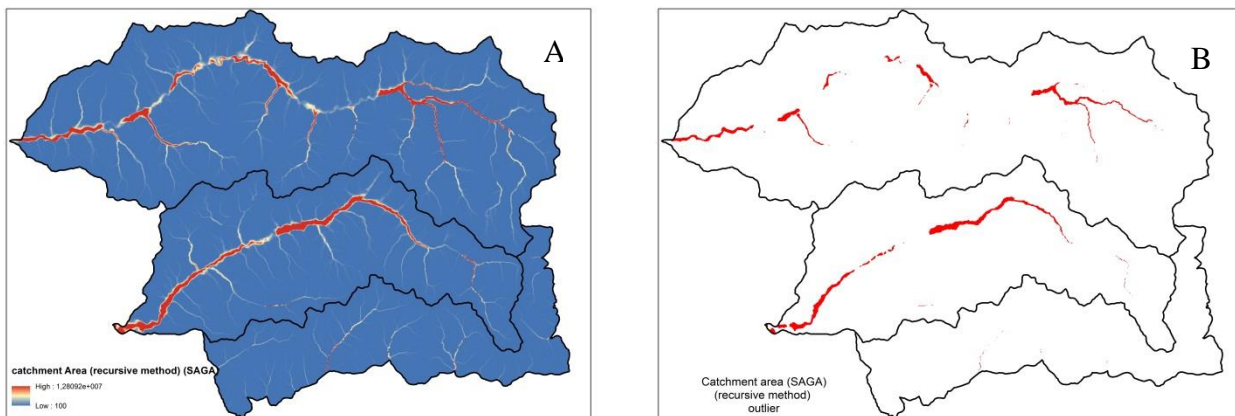 A
catchment Area (recursive method) (SAGA)
High : 1,28092e+007
Low : 100
B
Catchment area (SAGA)
(recursive method)
outlier